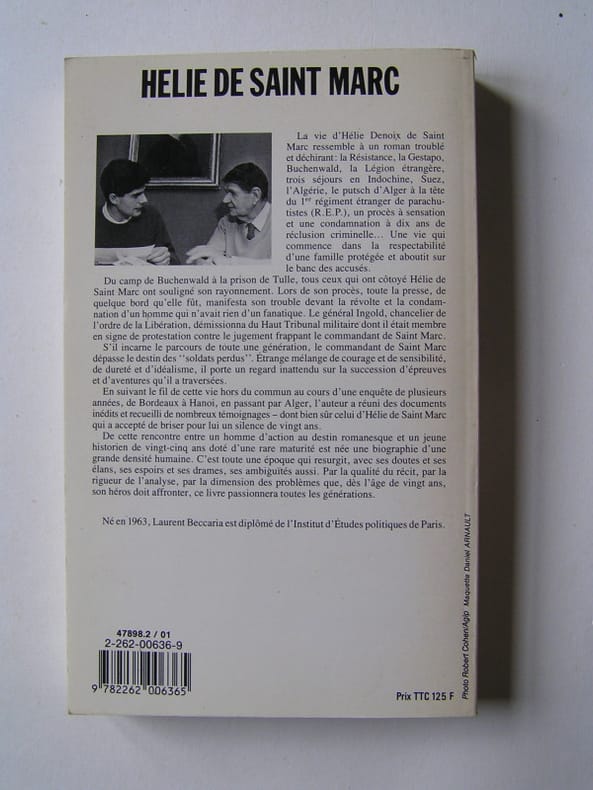 HELIE DE SAINT MARC
La vie d'Hélie Denoix de Saint
Marc ressemble à un roman troublé
et déchirant : la Résistance, la Gestapo,
Buchenwald, la Légion étrangère,
trois séjours en Indochine, Suez,
l'Algérie, le putsch d'Alger à la tête
du 1er régiment étranger de parachu-
tistes (R.E.P.), un procès à sensation
et une condamnation à dix ans de
réclusion criminelle... Une vie qui
commence dans la respectabilité
d'une famille protégée et aboutit sur
le banc des accusés.
Du camp de Buchenwald à la prison de Tulle, tous ceux qui ont côtoyé Hélie de
Saint Marc ont souligné son rayonnement. Lors de son procès, toute la presse, de
quelque bord qu'elle fût, manifesta son trouble devant la révolte et la condam-
nation d'un homme qui n'avait rien d'un fanatique. Le général Ingold, chancelier de
l'ordre de la Libération, démissionna du Haut Tribunal militaire dont il était membre
en signe de protestation contre le jugement frappant le commandant de Saint Marc.
S'il incarne le parcours de toute une génération, le commandant de Saint Marc
dépasse le destin des "soldats perdus". Étrange mélange de courage et de sensibilité,
de dureté et d'idéalisme, il porte un regard inattendu sur la succession d'épreuves
et d'aventures qu'il a traversées.
En suivant le fil de cette vie hors du commun au cours d'une enquête de plusieurs
années, de Bordeaux à Hanoi, en passant par Alger, l'auteur a réuni des documents
inédits et recueilli de nombreux témoignages – dont bien sûr celui d'Hélie de Saint Marc
qui a accepté de briser pour lui un silence de vingt ans.
De cette rencontre entre un homme d'action au destin romanesque et un jeune
historien de vingt-cinq ans doté d'une rare maturité est née une biographie d'une
grande densité humaine. C'est toute une époque qui resurgit, avec ses doutes et ses
élans, ses espoirs et ses drames, ses ambiguïtés aussi. Par la qualité du récit, par la
rigueur de l'analyse, par la dimension des problèmes que, dès l'âge de vingt ans,
son héros doit affronter, ce livre passionnera toutes les générations.
Né en 1963, Laurent Beccaria est diplômé de l'Institut d'Études politiques de Paris.
47898.2 / 01
2-262-00636-9
9 782262 006365
Prix TTC 125 F
Photo Robert Cohen/Agip Maquette Daniel ARNAULT